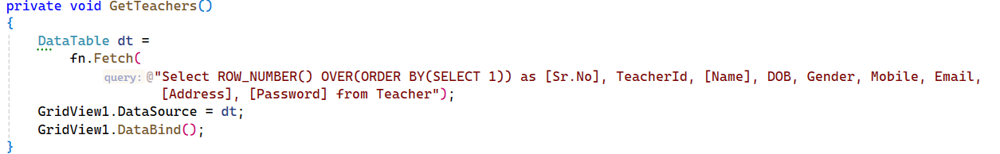 private void GetTeachers()
{
DataTable dt =
fn.Fetch(
query: @"Select ROW_NUMBER() OVER(ORDER BY(SELECT 1)) as [Sr.No], TeacherId, [Name], DOB, Gender, Mobile, Email,
[Address], [Password] from Teacher");
GridView1.DataSource = dt;
GridView1.DataBind();
}